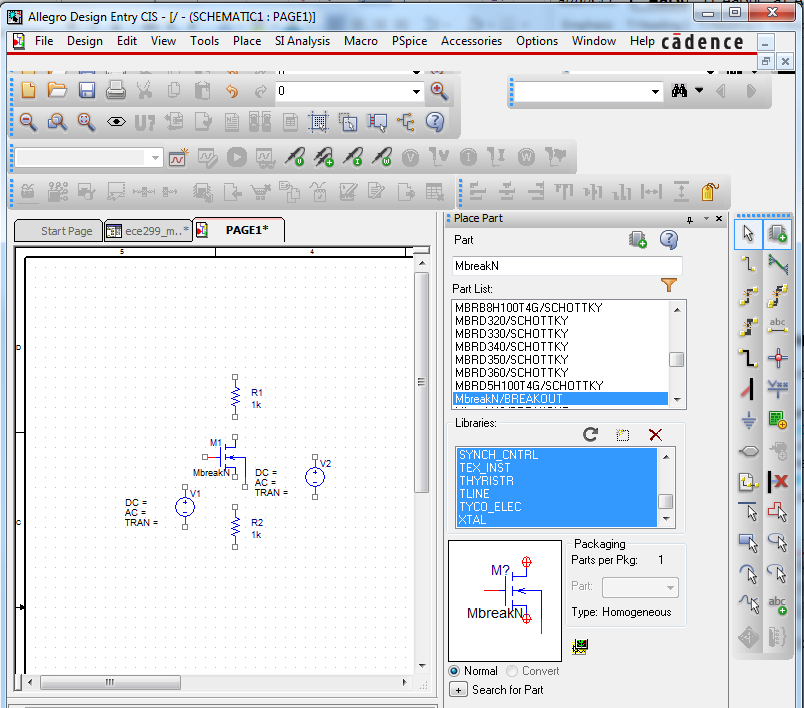 Allegro Design Entry CIS - [/ - (SCHEMATIC1 : PAGE1)]
File Design Edit View Tools Place SI Analysis Macro PSpice Accessories Options Window Help cādence
0
U?
Start Page
ece299_m..*
PAGE1*
5
4
D
C
R1
1k
M1
MbreakN
DC =
AC =
TRAN =
V2
V1
DC =
AC =
TRAN =
R2
1k
Place Part
Part
MbreakN
Part List:
MBRB8H100T4G/SCHOTTKY
MBRD320/SCHOTTKY
MBRD330/SCHOTTKY
MBRD340/SCHOTTKY
MBRD350/SCHOTTKY
MBRD360/SCHOTTKY
MBRD5H100T4G/SCHOTTKY
MbreakN/BREAKOUT
Libraries:
SYNCH_CNTRL
TEX_INST
THYRISTR
TLINE
TYCO_ELEC
XTAL
M?
MbreakN
Packaging
Parts per Pkg: 1
Part:
Type: Homogeneous
Normal Convert
+ Search for Part
abc
abc